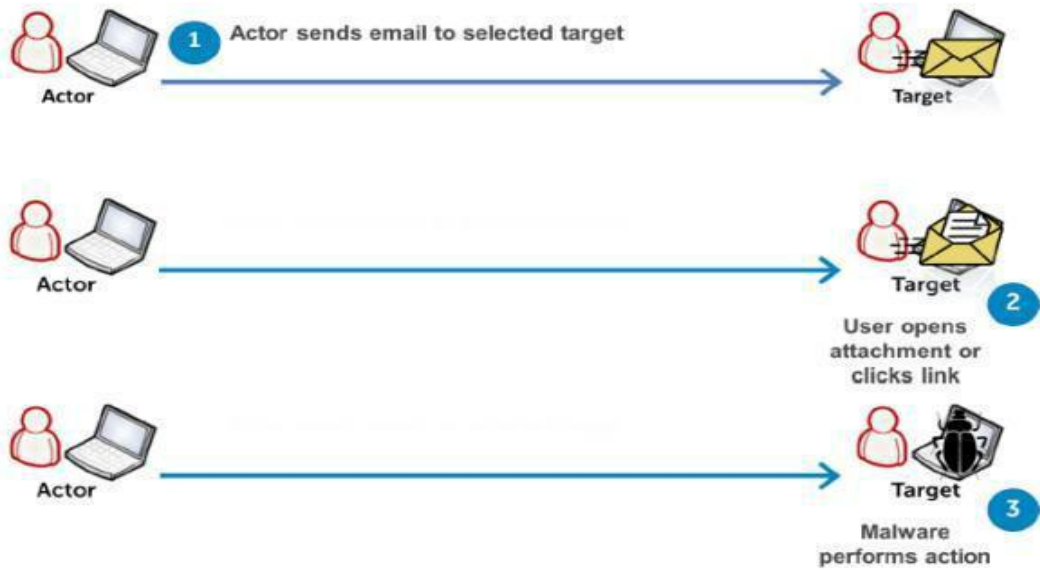 1
Actor sends email to selected target
Actor
Target
Actor
Target
2
User opens
attachment or
clicks link
Actor
Target
3
Malware
performs action